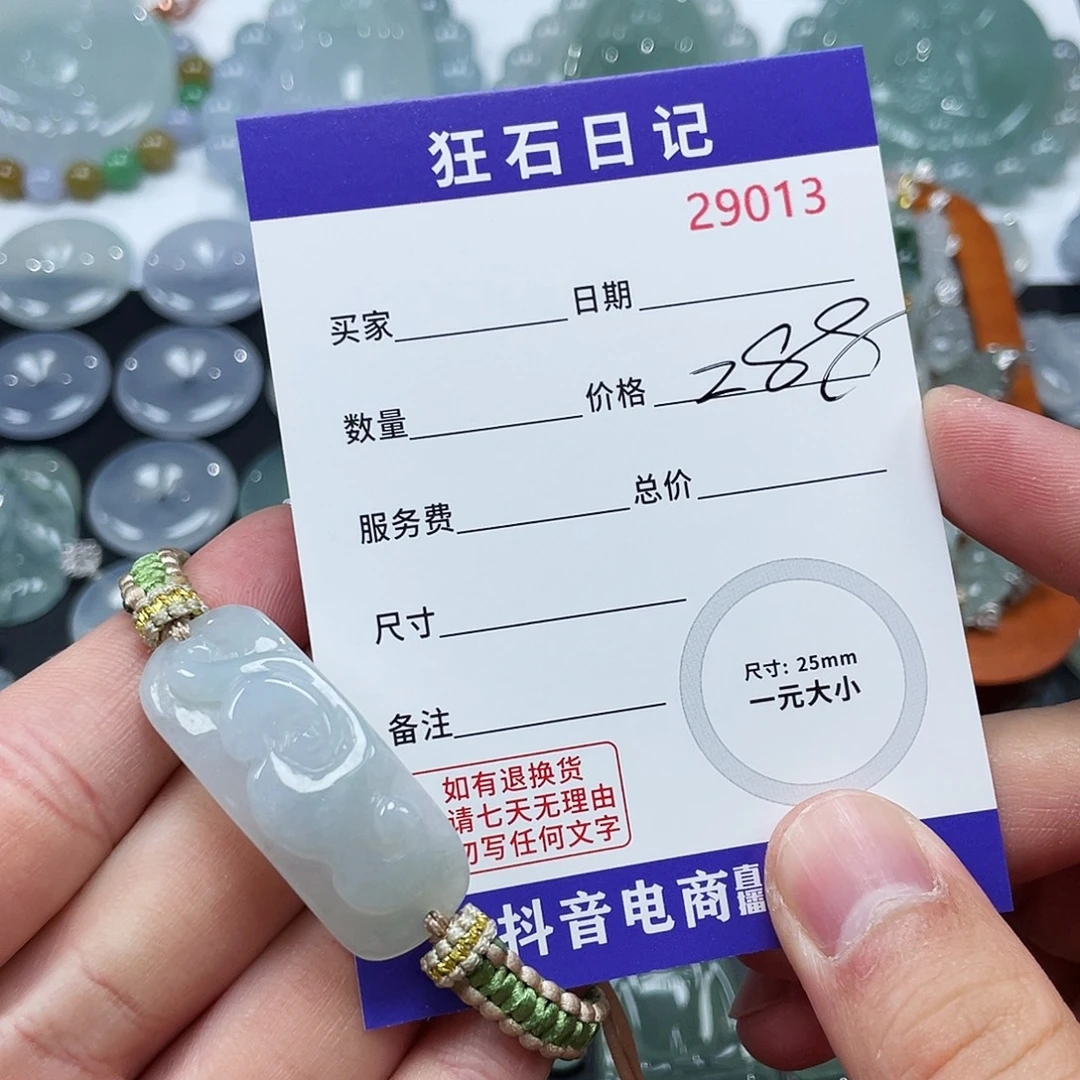 狂石日记
29013
买家 日期
数量 价格 288
服务费 总价
尺寸
尺寸: 25mm
一元大小
备注
如有退换货
请七天无理由
勿写任何文字
抖音电商直播